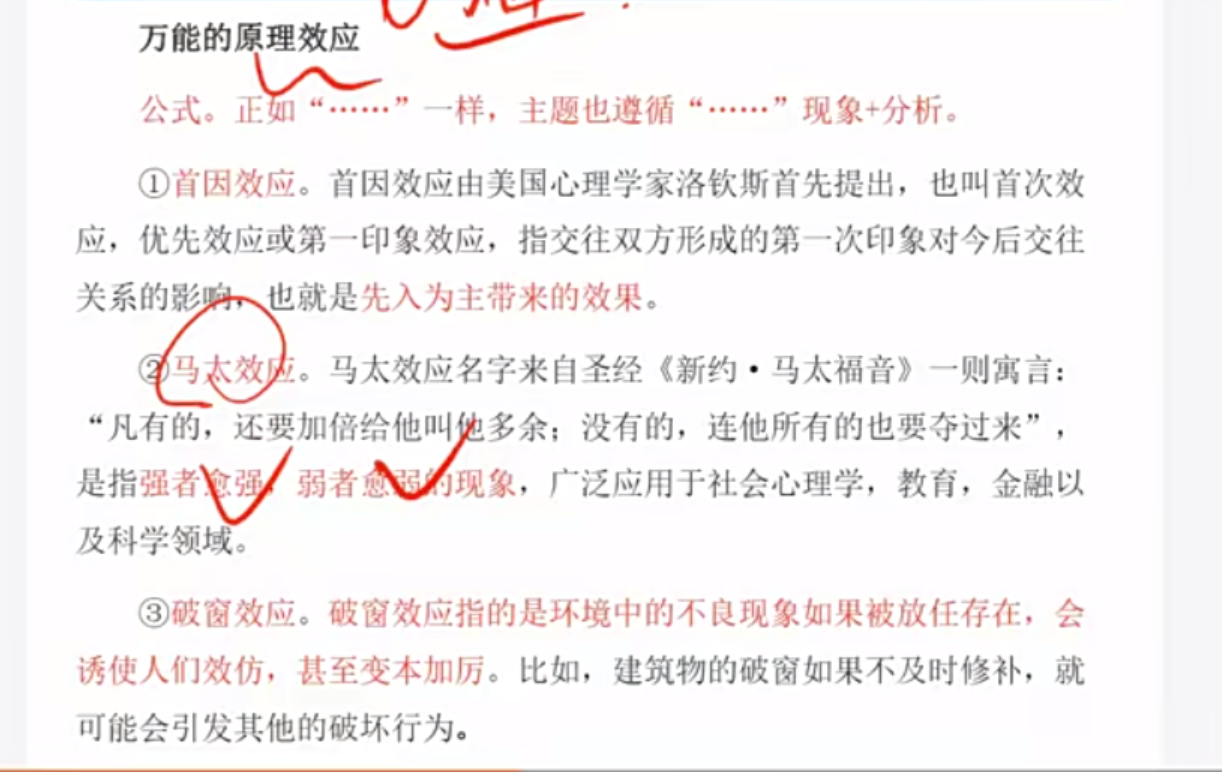 万能的原理效应
公式。正如“……”一样，主题也遵循“……”现象+分析。
①首因效应。首因效应由美国心理学家洛钦斯首先提出，也叫首次效
应，优先效应或第一印象效应，指交往双方形成的第一次印象对今后交往
关系的影响，也就是先入为主带来的效果。
②马太效应。马太效应名字来自圣经《新约·马太福音》一则寓言：
“凡有的，还要加倍给他叫他多余；没有的，连他所有的也要夺过来”，
是指强者愈强，弱者愈弱的现象，广泛应用于社会心理学，教育，金融以
及科学领域。
③破窗效应。破窗效应指的是环境中的不良现象如果被放任存在，会
诱使人们效仿，甚至变本加厉。比如，建筑物的破窗如果不及时修补，就
可能会引发其他的破坏行为。